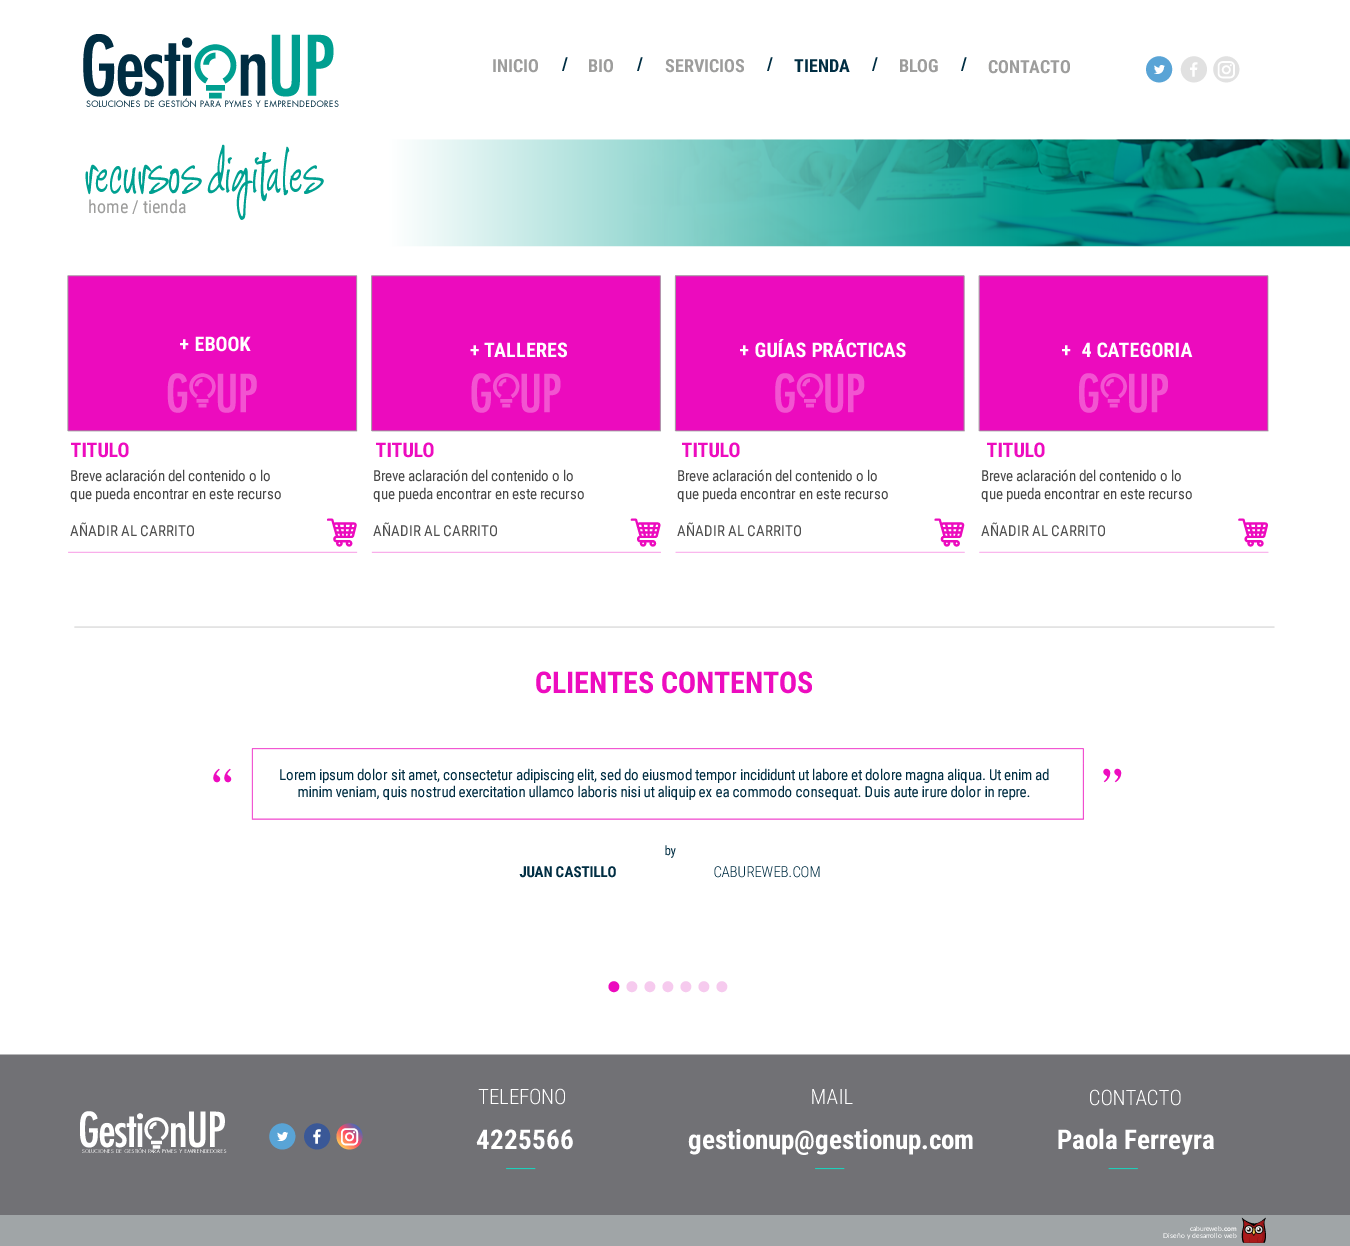 GestionUP
SOLUCIONES DE GESTIÓN PARA PYMES Y EMPRENDEDORES
INICIO / BIO / SERVICIOS / TIENDA / BLOG / CONTACTO
recursos digitales
home / tienda
+ EBOOK
GOUP
+ TALLERES
GOUP
+ GUÍAS PRÁCTICAS
GOUP
+ 4 CATEGORIA
GOUP
TITULO
Breve aclaración del contenido o lo
que pueda encontrar en este recurso
AÑADIR AL CARRITO
TITULO
Breve aclaración del contenido o lo
que pueda encontrar en este recurso
AÑADIR AL CARRITO
TITULO
Breve aclaración del contenido o lo
que pueda encontrar en este recurso
AÑADIR AL CARRITO
TITULO
Breve aclaración del contenido o lo
que pueda encontrar en este recurso
AÑADIR AL CARRITO
CLIENTES CONTENTOS
“ Lorem ipsum dolor sit amet, consectetur adipiscing elit, sed do eiusmod tempor incididunt ut labore et dolore magna aliqua. Ut enim ad ”
minim veniam, quis nostrud exercitation ullamco laboris nisi ut aliquip ex ea commodo consequat. Duis aute irure dolor in repre.
by
JUAN CASTILLO CABUREWEB.COM
GestionUP
SOLUCIONES DE GESTIÓN PARA PYMES Y EMPRENDEDORES
TELEFONO
4225566
MAIL
gestionup@gestionup.com
CONTACTO
Paola Ferreyra
cabureweb.com
Diseño y desarrollo web